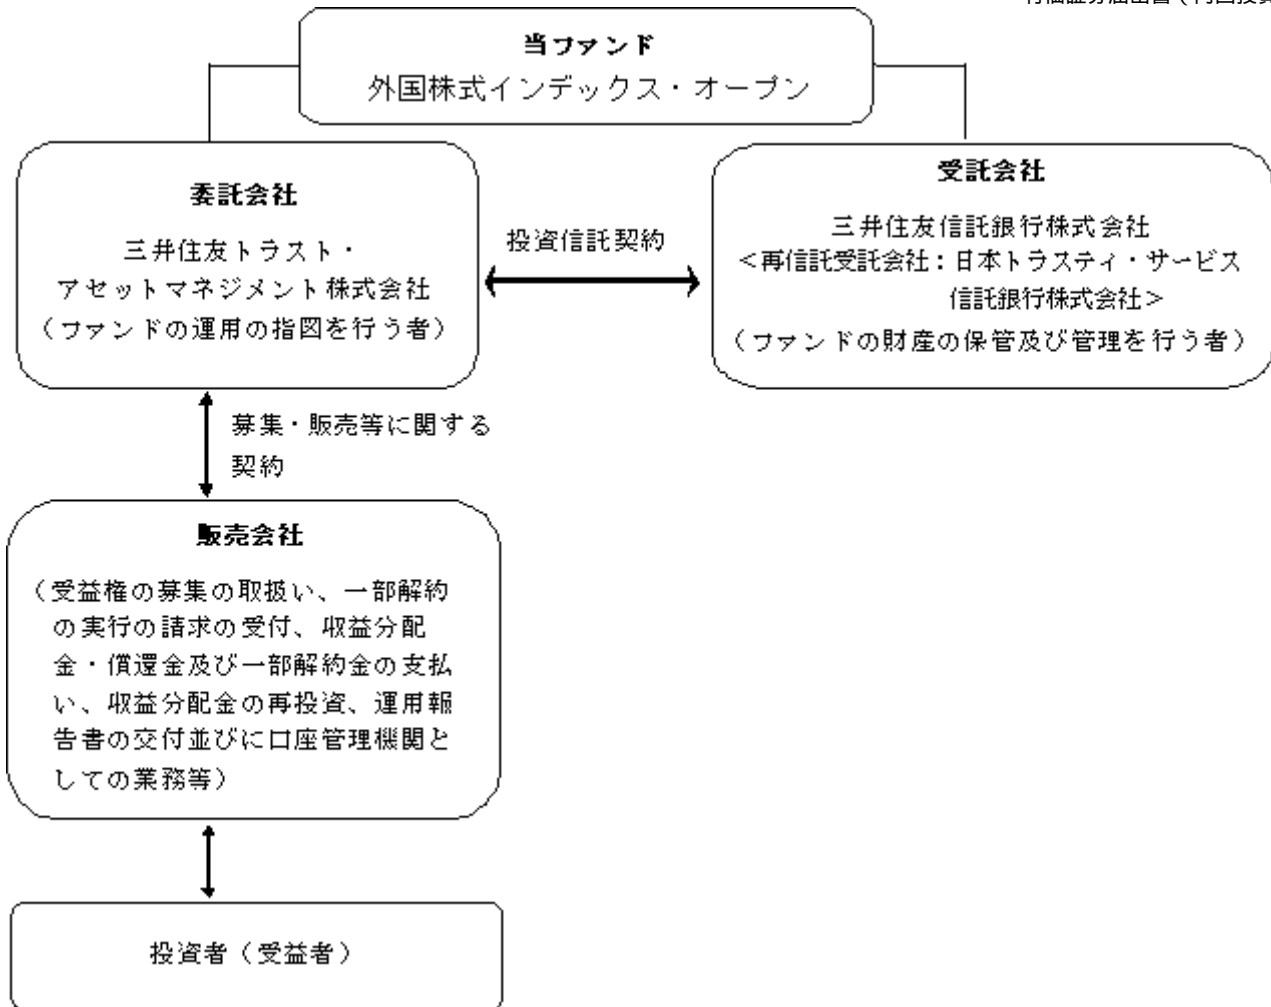 当ファンド
外国株式インデックス・オープン
委託会社
三井住友トラスト・
アセットマネジメント株式会社
（ファンドの運用の指図を行う者）
投資信託契約
受託会社
三井住友信託銀行株式会社
＜再信託受託会社：日本トラスティ・サービス
信託銀行株式会社＞
（ファンドの財産の保管及び管理を行う者）
募集・販売等に関する
契約
販売会社
（受益権の募集の取扱い、一部解約
の実行の請求の受付、収益分配
金・償還金及び一部解約金の支払
い、収益分配金の再投資、運用報
告書の交付並びに口座管理機関と
しての業務等）
投資者（受益者）